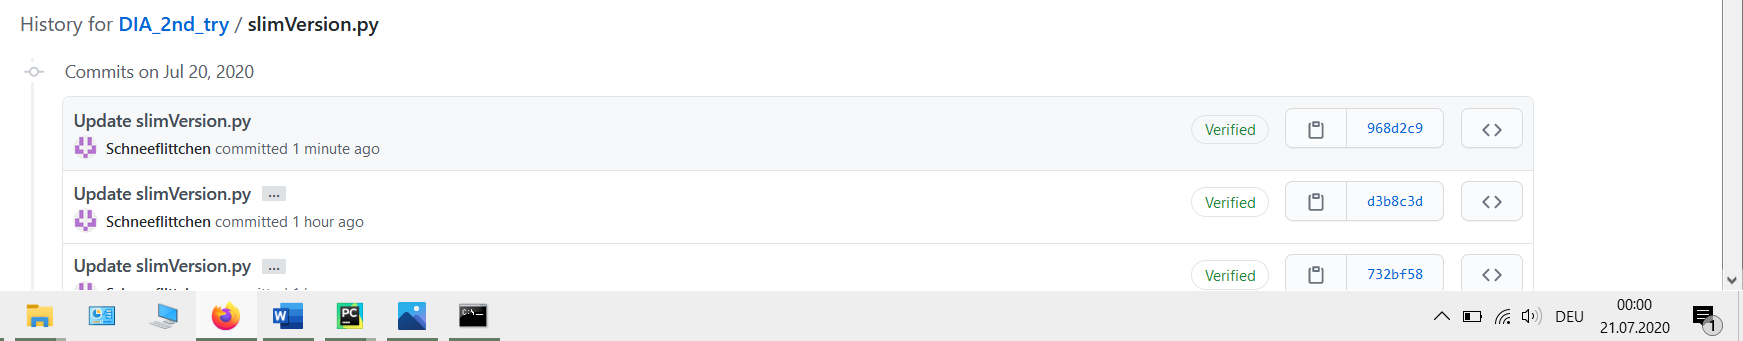 History for DIA_2nd_try / slimVersion.py
Commits on Jul 20, 2020
Update slimVersion.py
Verified
968d2c9
Schneeflittchen committed 1 minute ago
Update slimVersion.py ...
Verified
d3b8c3d
Schneeflittchen committed 1 hour ago
Update slimVersion.py ...
Verified
732bf58
W
PC
C:\.
DEU
00:00
21.07.2020
1